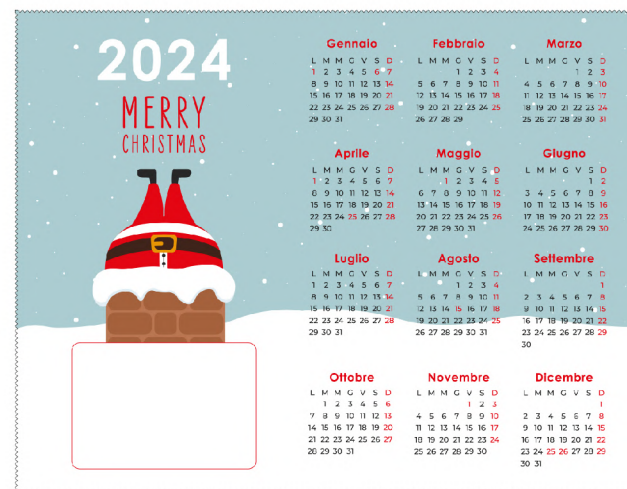 2024
MERRY
CHRISTMAS
Gennaio
L M M G V S D
1 2 3 4 5 6 7
8 9 10 11 12 13 14
15 16 17 18 19 20 21
22 23 24 25 26 27 28
29 30 31
Febbraio
L M M G V S D
1 2 3 4
5 6 7 8 9 10 11
12 13 14 15 16 17 18
19 20 21 22 23 24 25
26 27 28 29
Marzo
L M M G V S D
1 2 3
4 5 6 7 8 9 10
11 12 13 14 15 16 17
18 19 20 21 22 23 24
25 26 27 28 29 30 31
Aprile
L M M G V S D
1 2 3 4 5 6 7
8 9 10 11 12 13 14
15 16 17 18 19 20 21
22 23 24 25 26 27 28
29 30
Maggio
L M M G V S D
1 2 3 4 5
6 7 8 9 10 11 12
13 14 15 16 17 18 19
20 21 22 23 24 25 26
27 28 29 30 31
Giugno
L M M G V S D
1 2
3 4 5 6 7 8 9
10 11 12 13 14 15 16
17 18 19 20 21 22 23
24 25 26 27 28 29 30
Luglio
L M M G V S D
1 2 3 4 5 6 7
8 9 10 11 12 13 14
15 16 17 18 19 20 21
22 23 24 25 26 27 28
29 30 31
Agosto
L M M G V S D
1 2 3 4
5 6 7 8 9 10 11
12 13 14 15 16 17 18
19 20 21 22 23 24 25
26 27 28 29 30 31
Settembre
L M M G V S D
1
2 3 4 5 6 7 8
9 10 11 12 13 14 15
16 17 18 19 20 21 22
23 24 25 26 27 28 29
30
Ottobre
L M M G V S D
1 2 3 4 5 6
7 8 9 10 11 12 13
14 15 16 17 18 19 20
21 22 23 24 25 26 27
28 29 30 31
Novembre
L M M G V S D
1 2 3
4 5 6 7 8 9 10
11 12 13 14 15 16 17
18 19 20 21 22 23 24
25 26 27 28 29 30
Dicembre
L M M G V S D
1
2 3 4 5 6 7 8
9 10 11 12 13 14 15
16 17 18 19 20 21 22
23 24 25 26 27 28 29
30 31